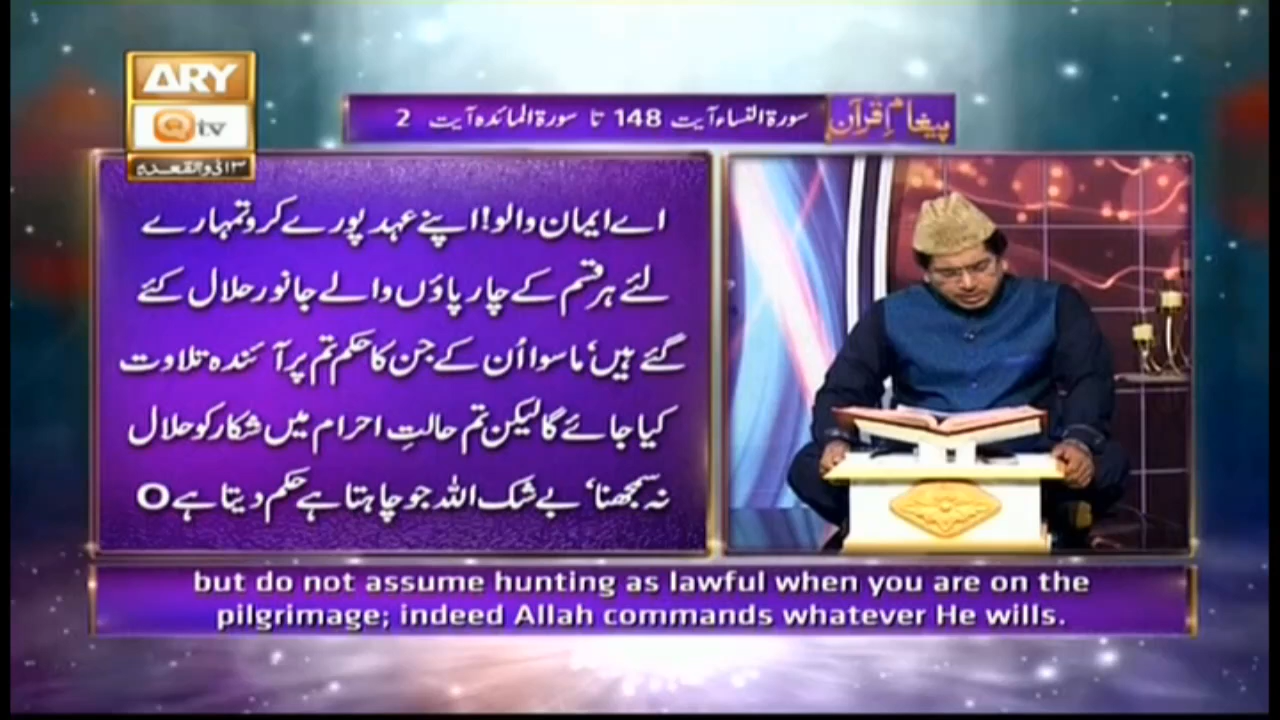 ARY
Qtv
۱۳ ذوالقعدہ
پیغامِ قرآن
سورۃ النساء آیت 148 تا سورۃ المائدہ آیت 2
اے ایمان والو! اپنے عہد پورے کرو تمہارے
لئے ہر قسم کے چار پاؤں والے جانور حلال کئے
گئے ہیں‘ ماسوا اُن کے جن کا حکم تم پر آئندہ تلاوت
کیا جائے گا لیکن تم حالتِ احرام میں شکار کو حلال
نہ سمجھنا‘ بے شک اللہ جو چاہتا ہے حکم دیتا ہے O
but do not assume hunting as lawful when you are on the
pilgrimage; indeed Allah commands whatever He wills.